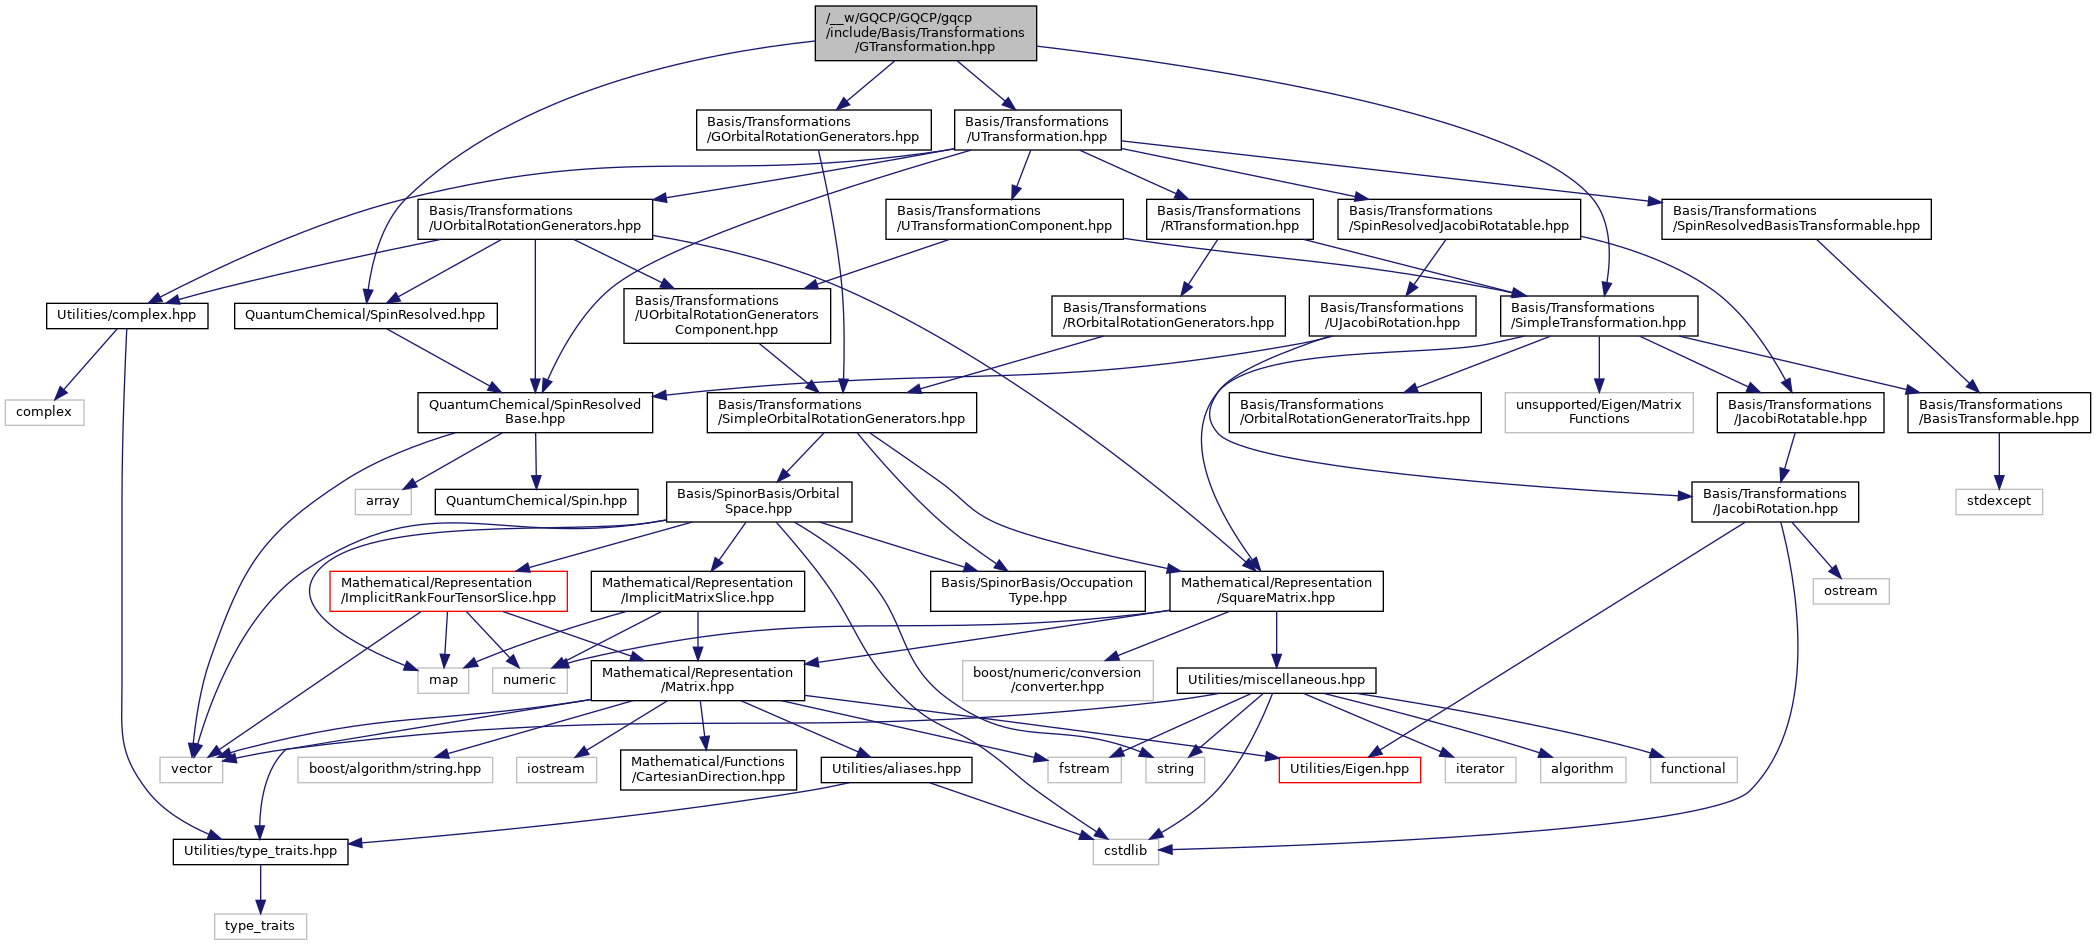 /__w/GQCP/GQCP/gqcp
/include/Basis/Transformations
/GTransformation.hpp
Basis/Transformations
/GOrbitalRotationGenerators.hpp
Basis/Transformations
/UTransformation.hpp
Basis/Transformations
/UOrbitalRotationGenerators.hpp
Basis/Transformations
/UTransformationComponent.hpp
Basis/Transformations
/RTransformation.hpp
Basis/Transformations
/SpinResolvedJacobiRotatable.hpp
Basis/Transformations
/SpinResolvedBasisTransformable.hpp
Utilities/complex.hpp
QuantumChemical/SpinResolved.hpp
Basis/Transformations
/UOrbitalRotationGenerators
Component.hpp
Basis/Transformations
/ROrbitalRotationGenerators.hpp
Basis/Transformations
/UJacobiRotation.hpp
Basis/Transformations
/SimpleTransformation.hpp
complex
QuantumChemical/SpinResolved
Base.hpp
Basis/Transformations
/SimpleOrbitalRotationGenerators.hpp
Basis/Transformations
/OrbitalRotationGeneratorTraits.hpp
unsupported/Eigen/Matrix
Functions
Basis/Transformations
/JacobiRotatable.hpp
Basis/Transformations
/BasisTransformable.hpp
array
QuantumChemical/Spin.hpp
Basis/SpinorBasis/Orbital
Space.hpp
Basis/Transformations
/JacobiRotation.hpp
stdexcept
Mathematical/Representation
/ImplicitRankFourTensorSlice.hpp
Mathematical/Representation
/ImplicitMatrixSlice.hpp
Basis/SpinorBasis/Occupation
Type.hpp
Mathematical/Representation
/SquareMatrix.hpp
ostream
map
numeric
Mathematical/Representation
/Matrix.hpp
boost/numeric/conversion
/converter.hpp
Utilities/miscellaneous.hpp
vector
boost/algorithm/string.hpp
iostream
Mathematical/Functions
/CartesianDirection.hpp
Utilities/aliases.hpp
fstream
string
Utilities/Eigen.hpp
iterator
algorithm
functional
Utilities/type_traits.hpp
cstdlib
type_traits